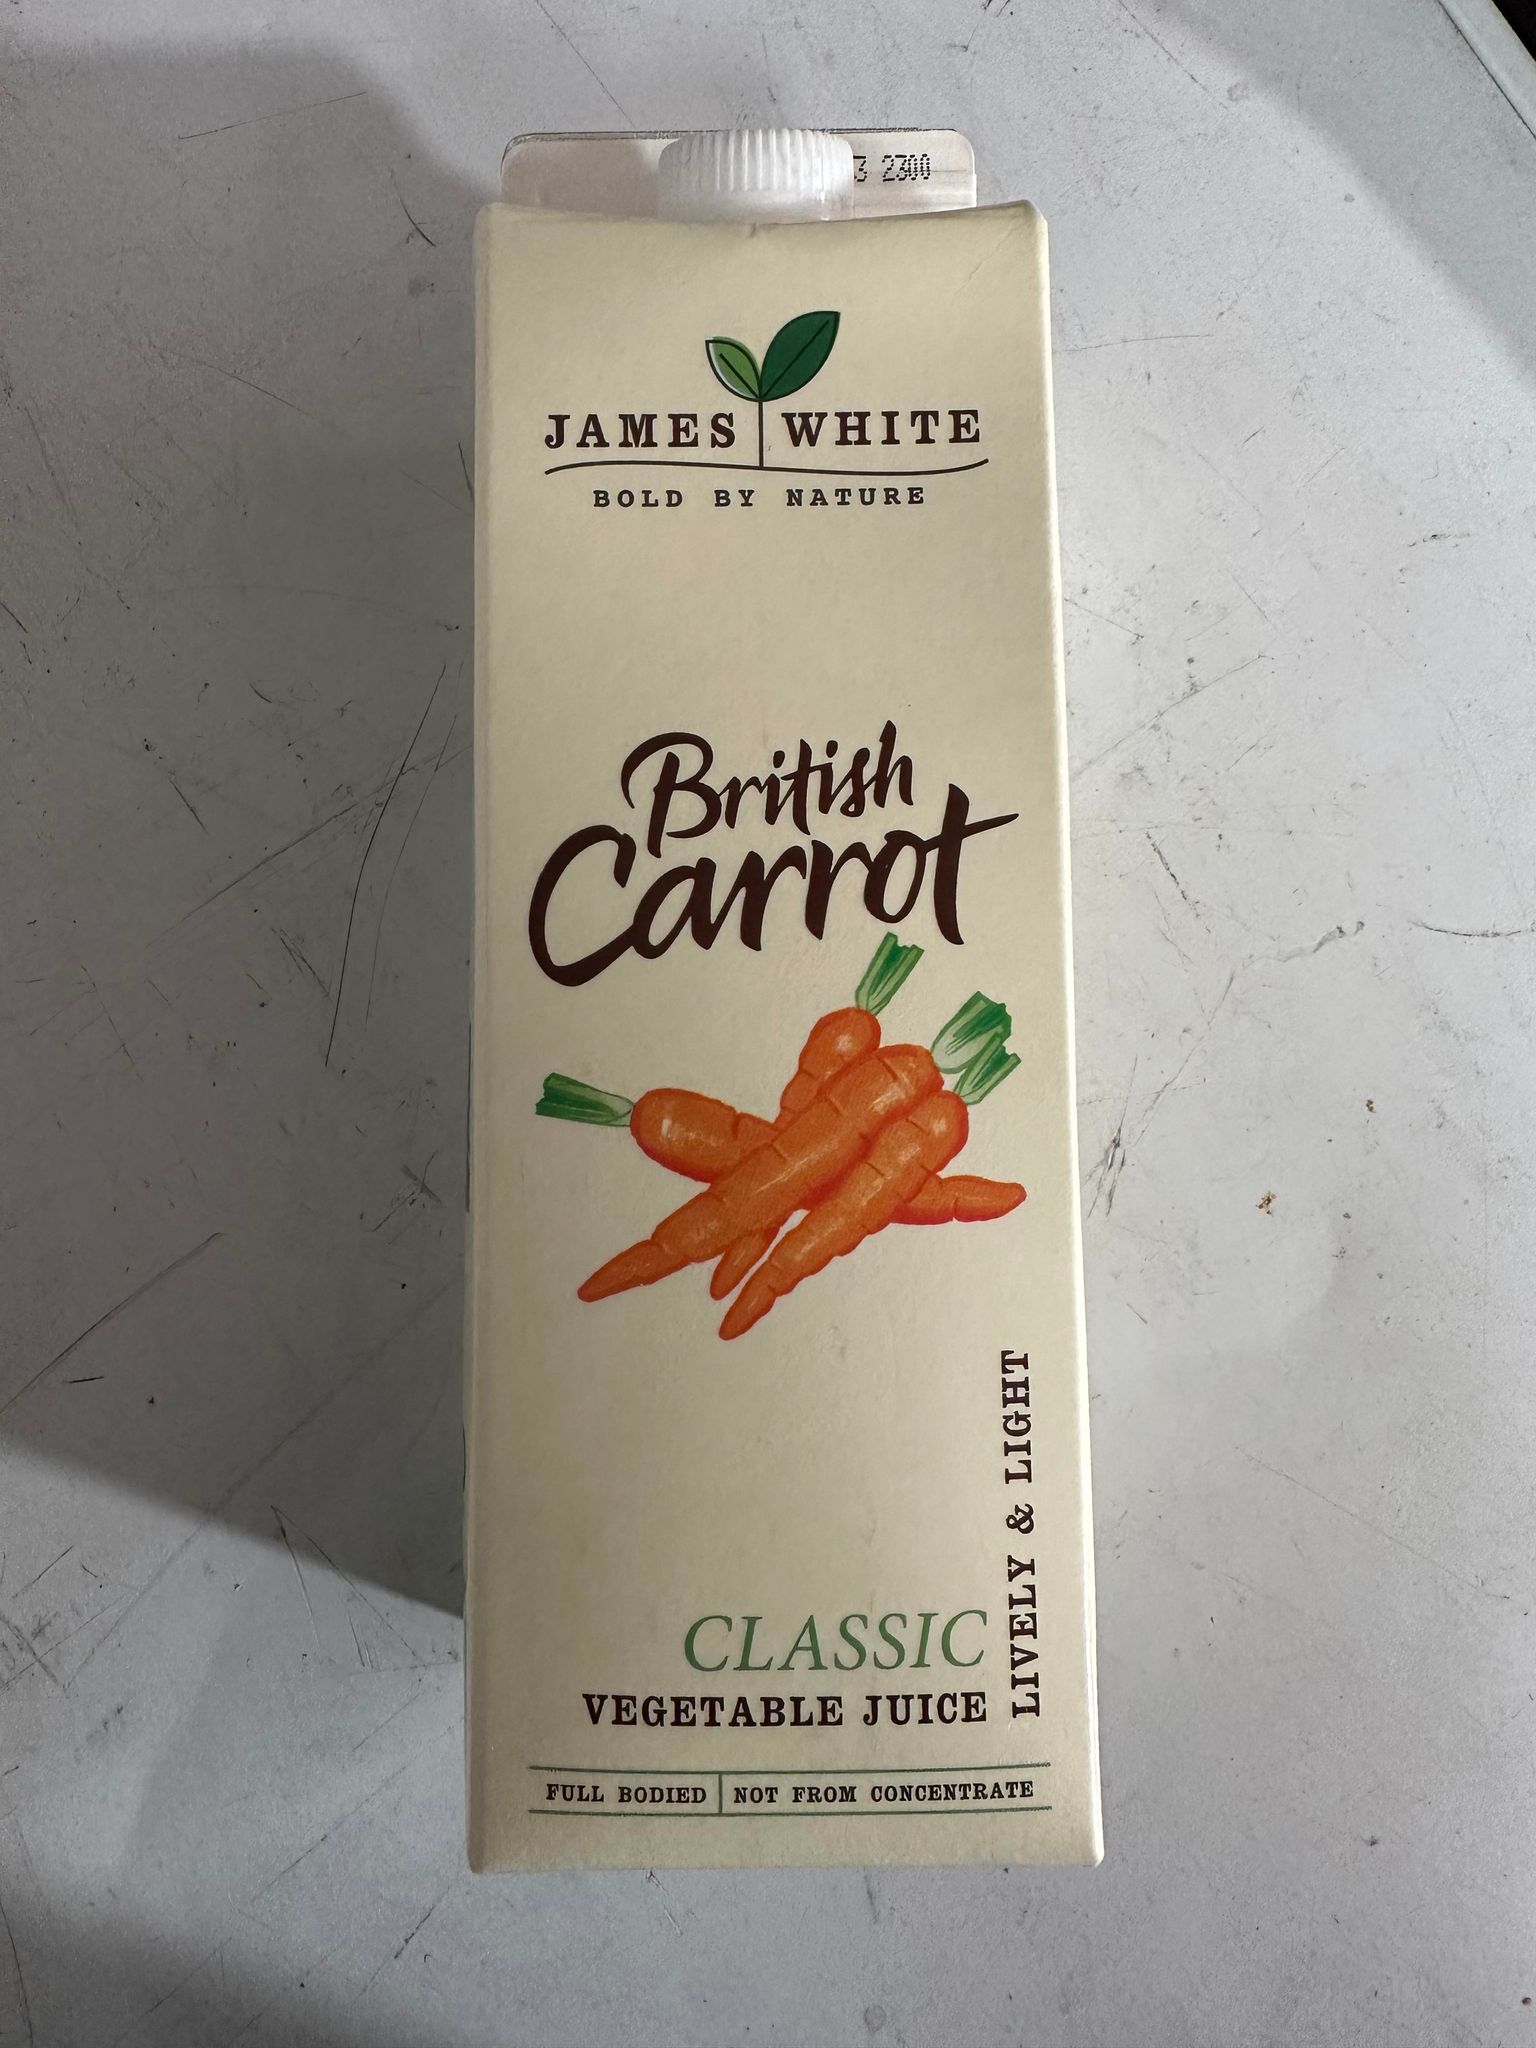 3 2300
JAMES WHITE
BOLD BY NATURE
British
Carrot
LIVELY & LIGHT
CLASSIC
VEGETABLE JUICE
FULL BODIED NOT FROM CONCENTRATE